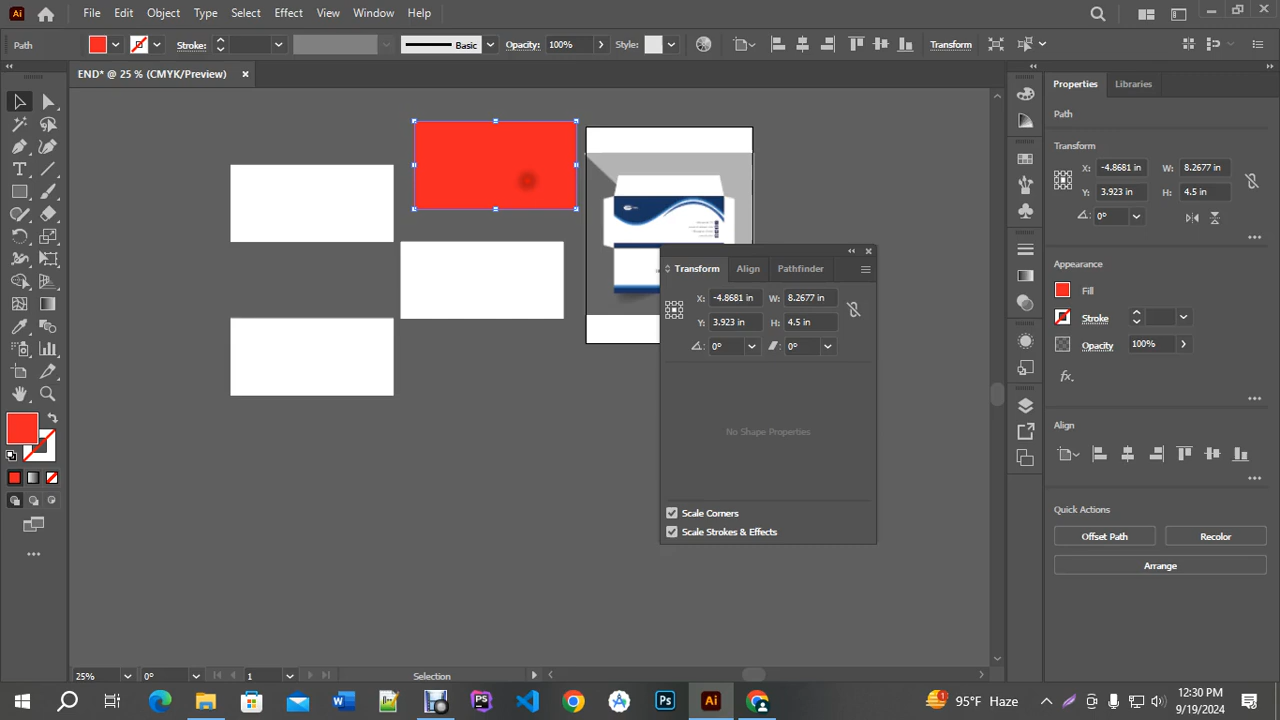 Ai File Edit Object Type Select Effect View Window Help
Path Stroke: Basic Opacity: 100% Style: Transform
END* @ 25 % (CMYK/Preview)
Properties Libraries
Path
Transform
X: -4.8681 in W: 8.2677 in
Y: 3.923 in H: 4.5 in
0°
Appearance
Fill
Stroke
Opacity 100%
fx.
Align
Quick Actions
Offset Path Recolor
Arrange
Transform Align Pathfinder
X: -4.8681 in W: 8.2677 in
Y: 3.923 in H: 4.5 in
0° 0°
No Shape Properties
Scale Corners
Scale Strokes & Effects
25% 0° 1 Selection
Ps Ai 95°F Haze 12:30 PM
9/19/2024